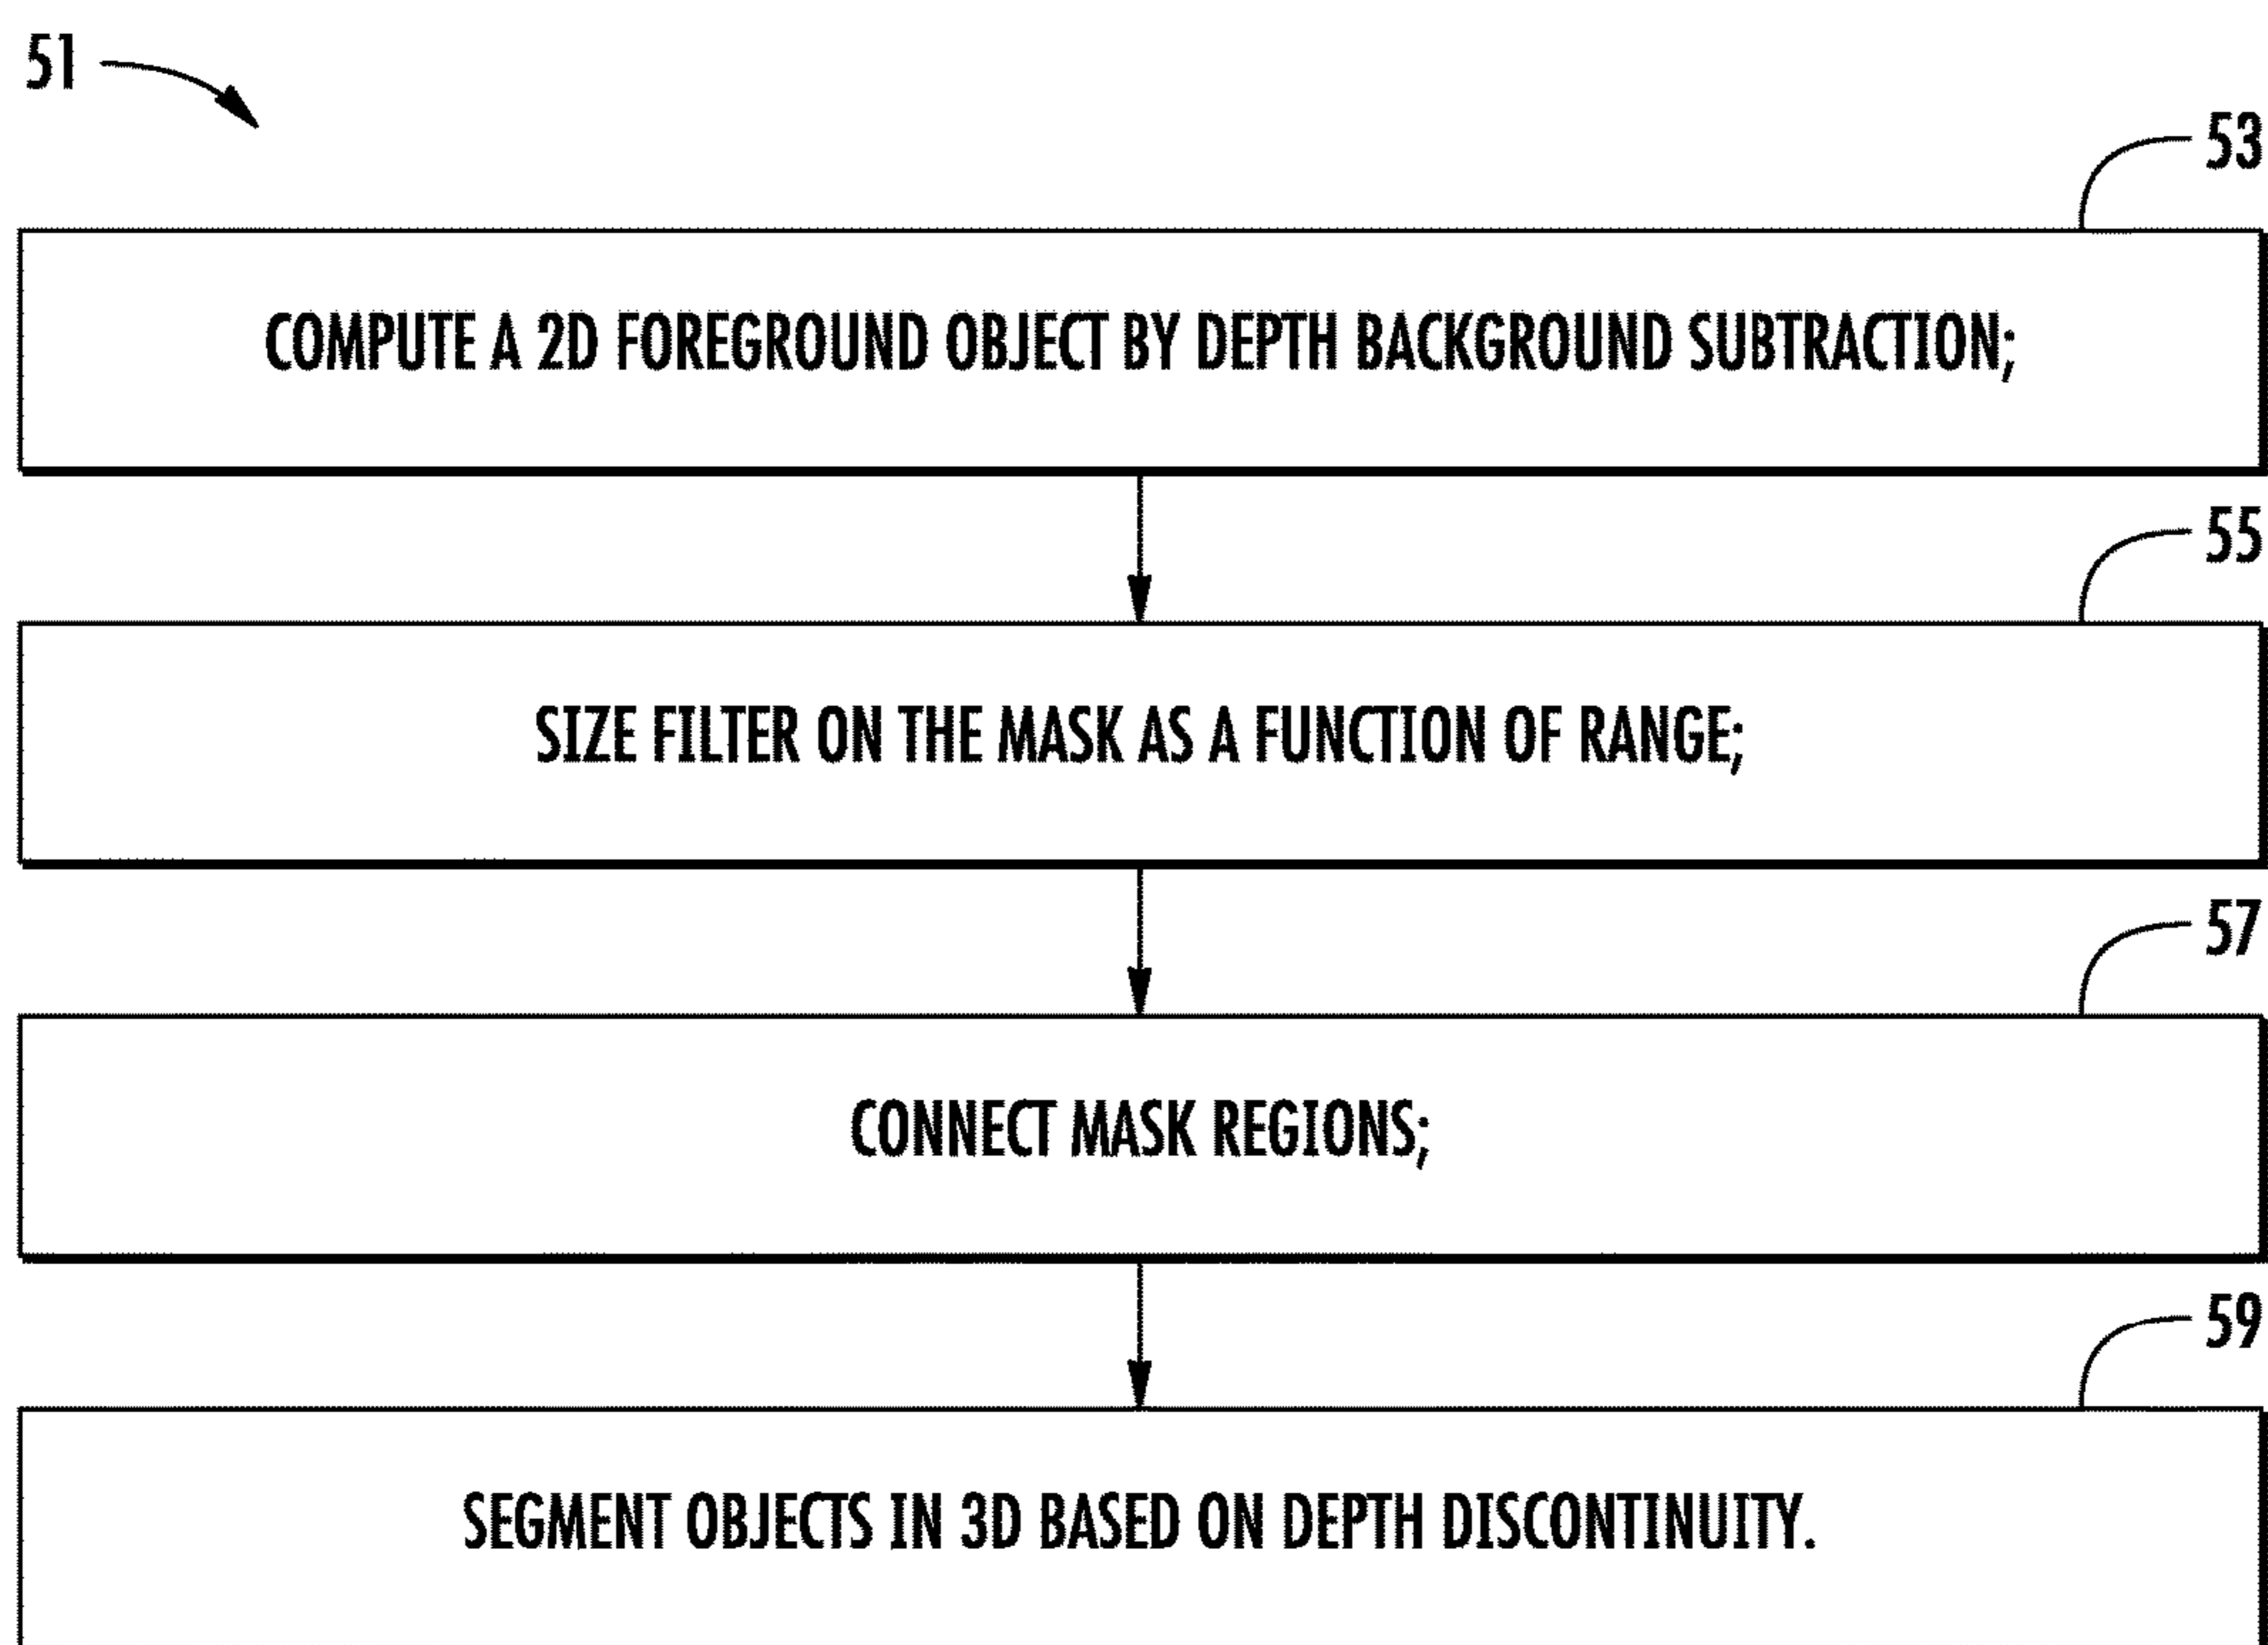 51
53
COMPUTE A 2D FOREGROUND OBJECT BY DEPTH BACKGROUND SUBTRACTION;
55
SIZE FILTER ON THE MASK AS A FUNCTION OF RANGE;
57
CONNECT MASK REGIONS;
59
SEGMENT OBJECTS IN 3D BASED ON DEPTH DISCONTINUITY.